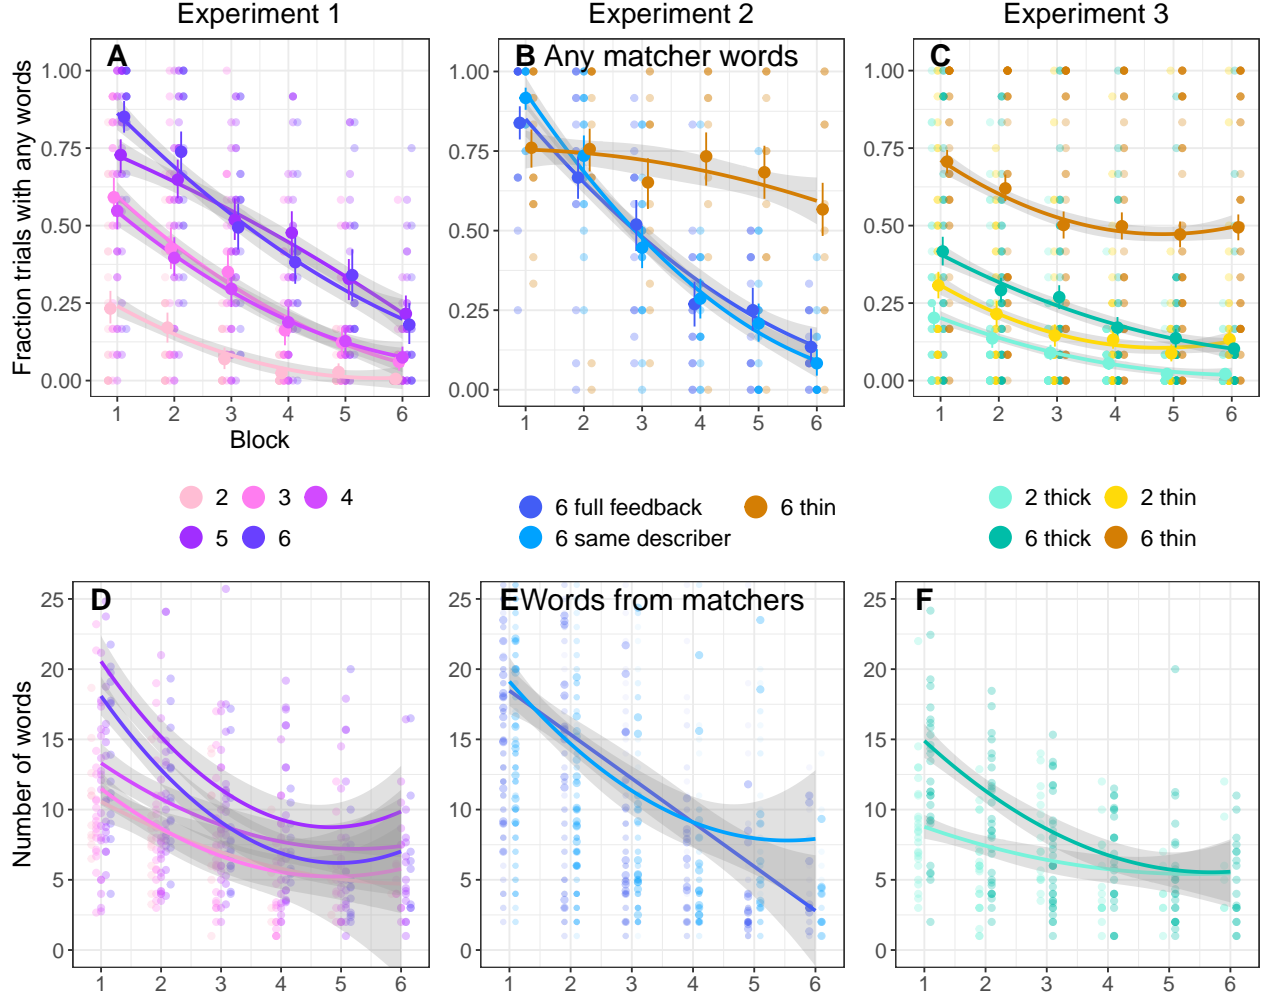 Experiment 1
Experiment 2
Experiment 3
A
B Any matcher words
C
Fraction trials with any words
1.00
0.75
0.50
0.25
0.00
1 2 3 4 5 6
Block
1.00
0.75
0.50
0.25
0.00
1 2 3 4 5 6
1.00
0.75
0.50
0.25
0.00
1 2 3 4 5 6
2 3 4
5 6
6 full feedback 6 thin
6 same describer
2 thick 2 thin
6 thick 6 thin
D
E Words from matchers
F
Number of words
25
20
15
10
5
0
1 2 3 4 5 6
25
20
15
10
5
0
1 2 3 4 5 6
25
20
15
10
5
0
1 2 3 4 5 6